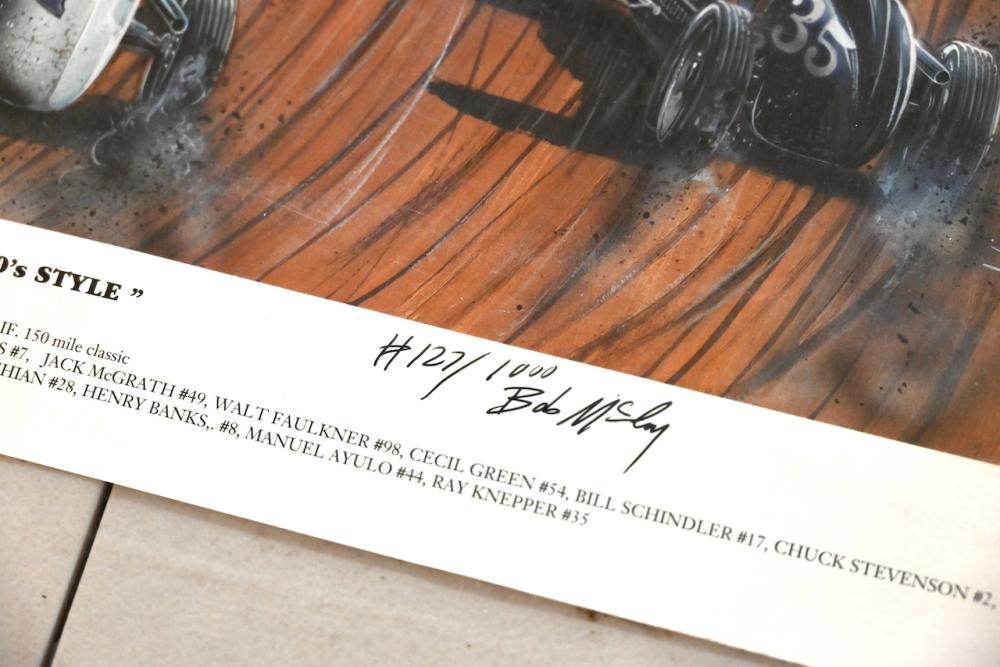 35
0's STYLE ”
IF. 150 mile classic
S #7, JACK McGRATH #49, WALT FAULKNER #98, CECIL GREEN #54, BILL SCHINDLER #17, CHUCK STEVENSON #2,
HIAN #28, HENRY BANKS,. #8, MANUEL AYULO #44, RAY KNEPPER #35
#127/1000
Bob